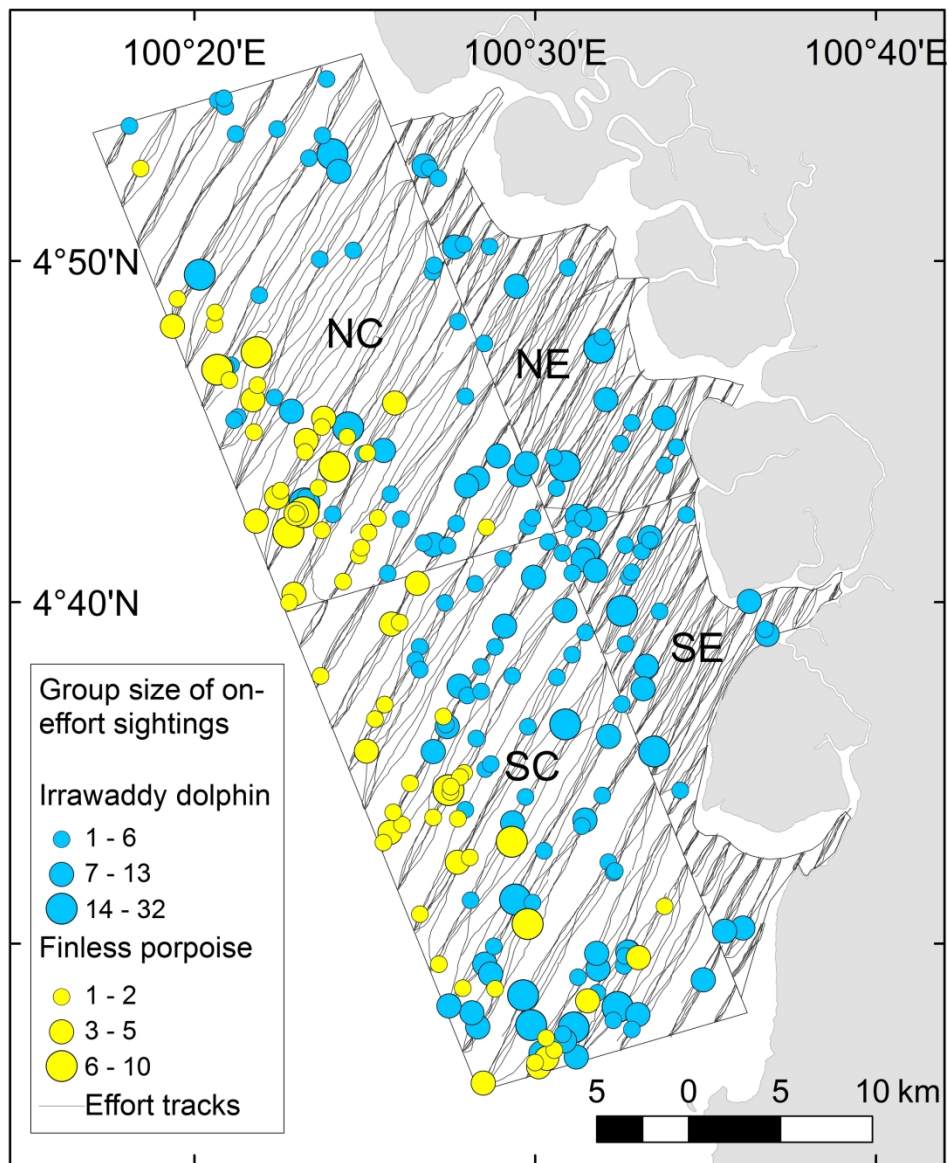 100°20'E 100°30'E 100°40'E
4°50'N
NC
NE
4°40'N
SE
SC
Group size of on-
effort sightings
Irrawaddy dolphin
1 - 6
7 - 13
14 - 32
Finless porpoise
1 - 2
3 - 5
6 - 10
Effort tracks
5 0 5 10 km